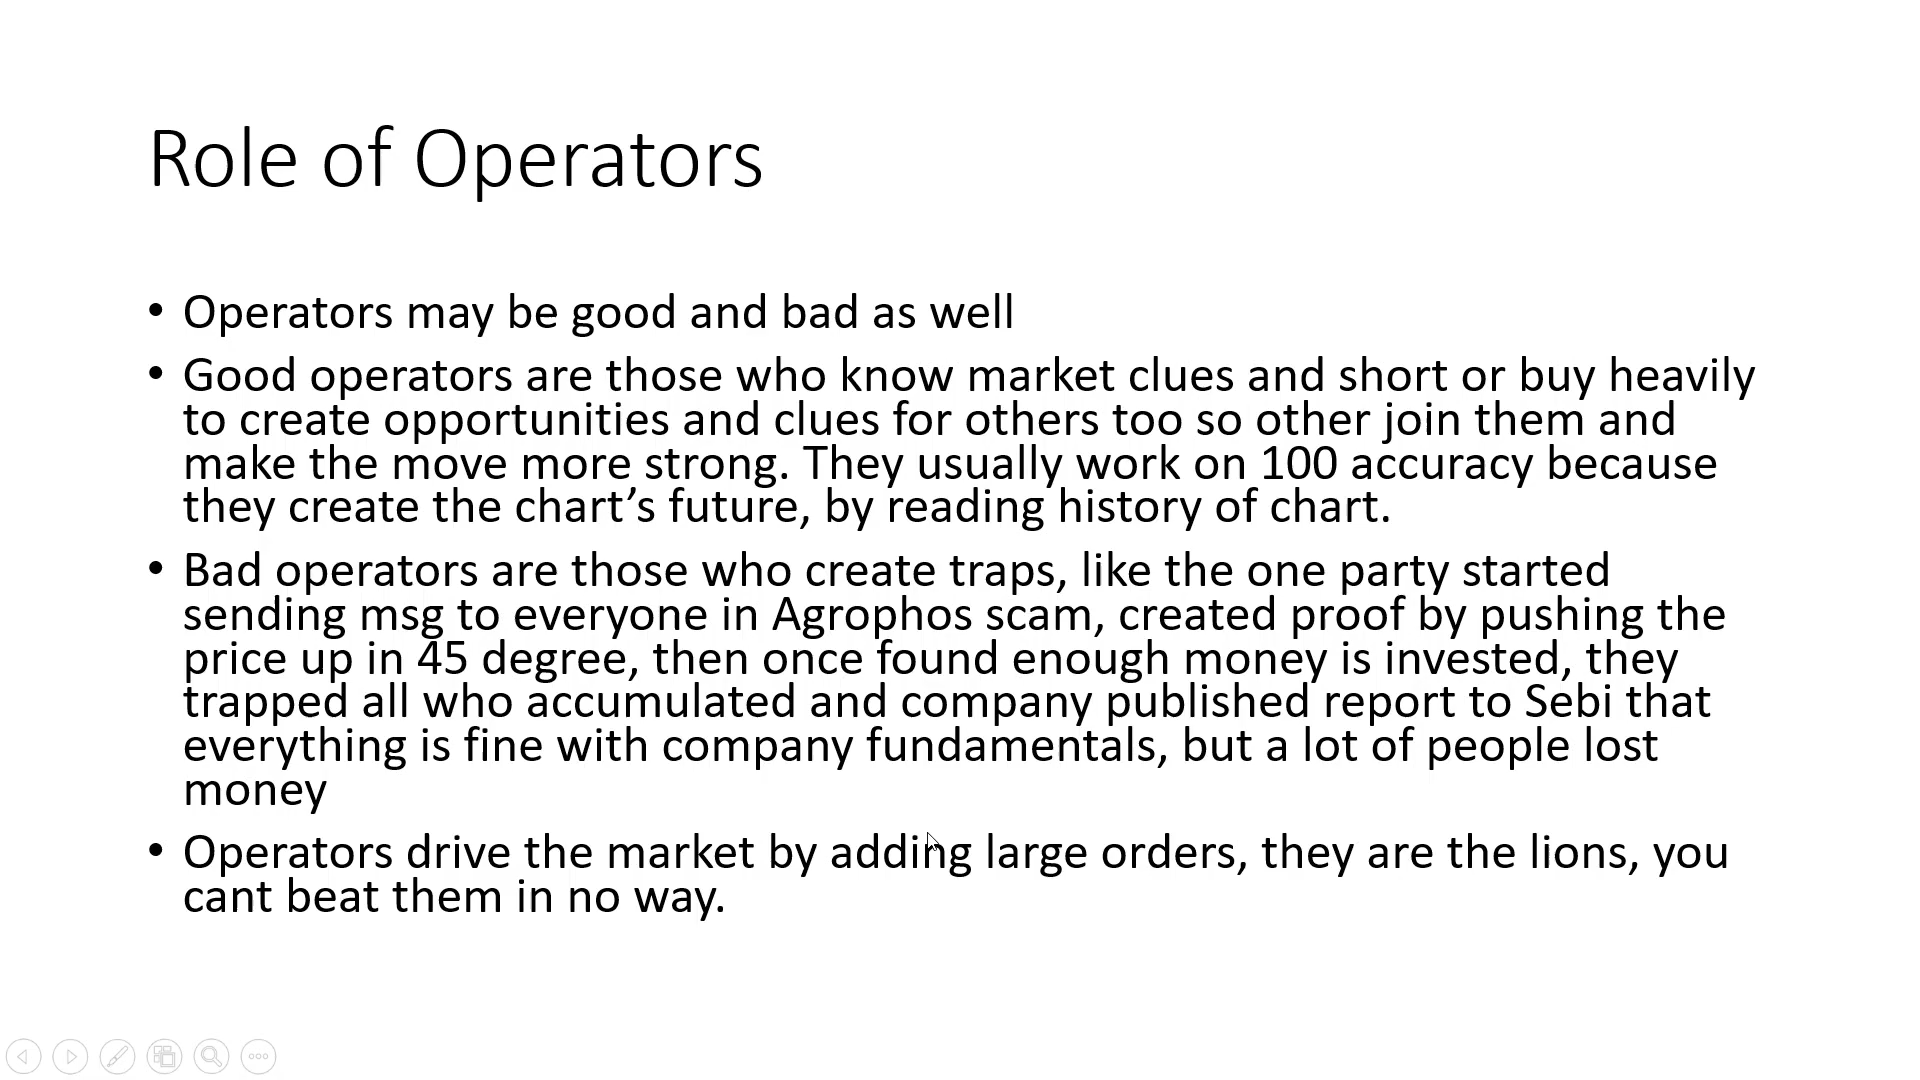 Role of Operators
• Operators may be good and bad as well
• Good operators are those who know market clues and short or buy heavily
to create opportunities and clues for others too so other join them and
make the move more strong. They usually work on 100 accuracy because
they create the chart’s future, by reading history of chart.
• Bad operators are those who create traps, like the one party started
sending msg to everyone in Agrophos scam, created proof by pushing the
price up in 45 degree, then once found enough money is invested, they
trapped all who accumulated and company published report to Sebi that
everything is fine with company fundamentals, but a lot of people lost
money
• Operators drive the market by adding large orders, they are the lions, you
cant beat them in no way.